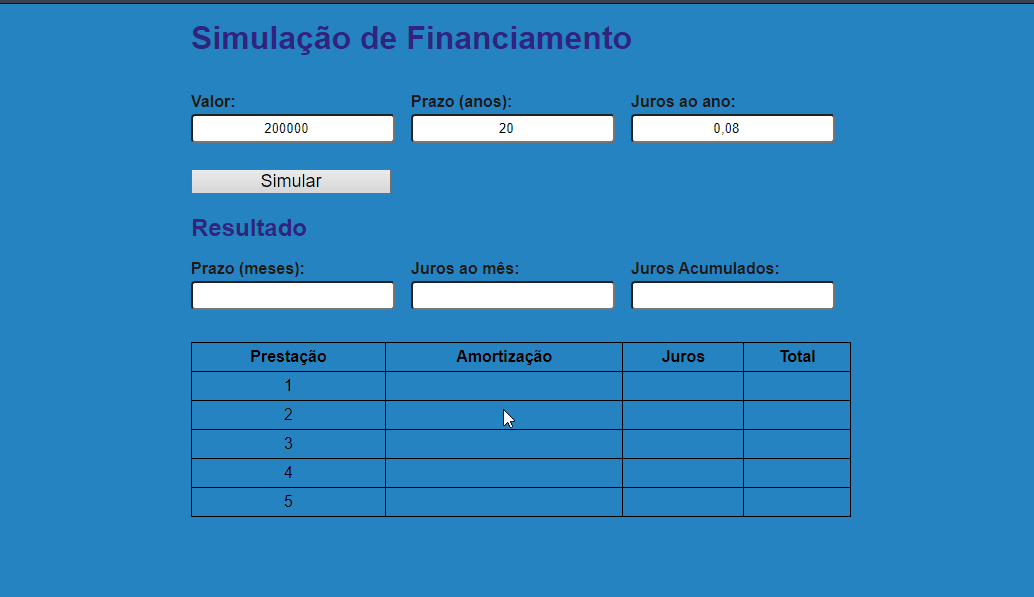 Simulação de Financiamento
Valor: Prazo (anos): Juros ao ano:
200000 20 0,08
Simular
Resultado
Prazo (meses): Juros ao mês: Juros Acumulados:
Prestação Amortização Juros Total
1
2
3
4
5